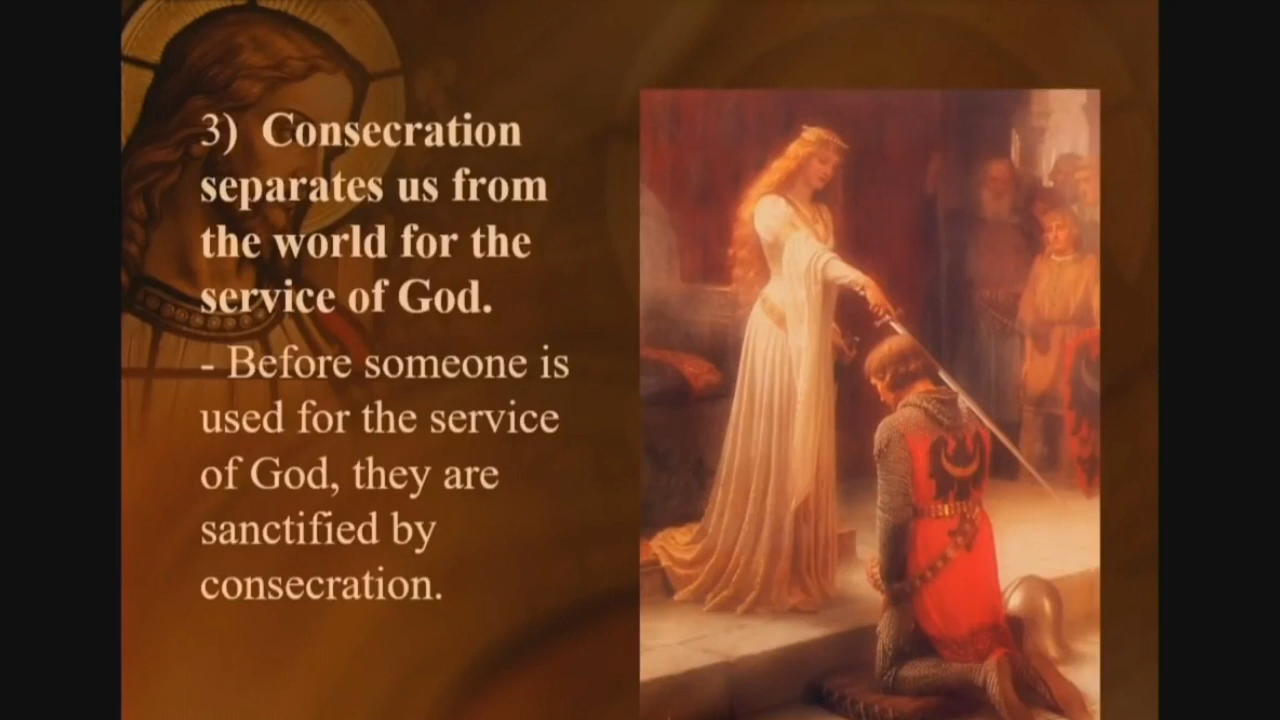 3) Consecration
separates us from
the world for the
service of God.
- Before someone is
used for the service
of God, they are
sanctified by
consecration.